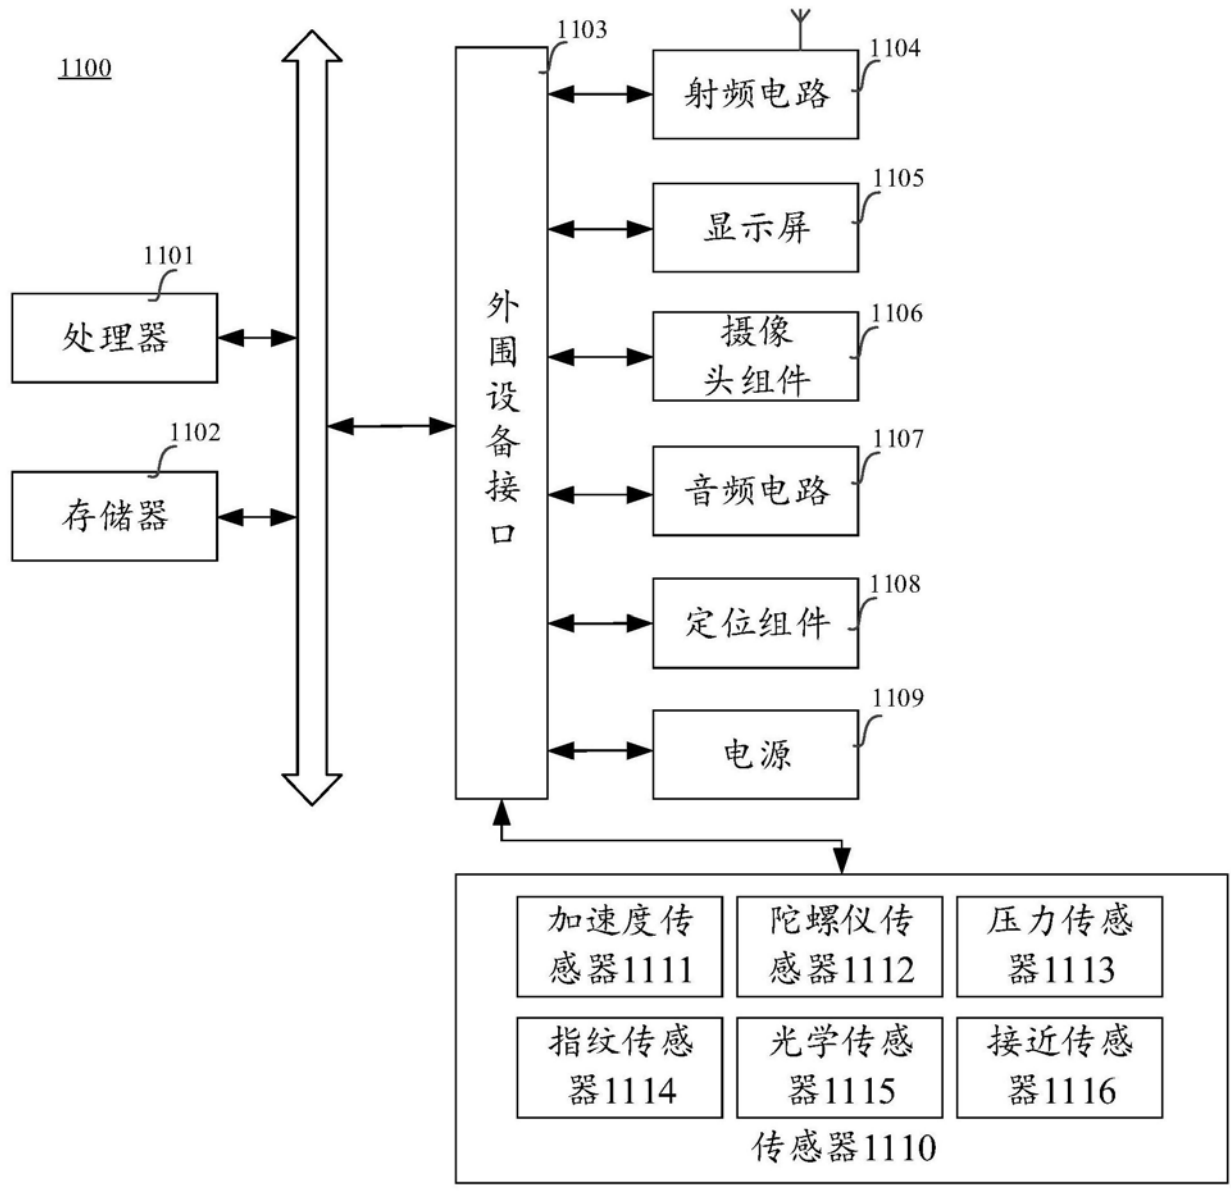 1100
1101
处理器
1102
存储器
1103
外围设备接口
1104
射频电路
1105
显示屏
1106
摄像
头组件
1107
音频电路
1108
定位组件
1109
电源
加速度传
感器1111
陀螺仪传
感器1112
压力传感
器1113
指纹传感
器1114
光学传感
器1115
接近传感
器1116
传感器1110